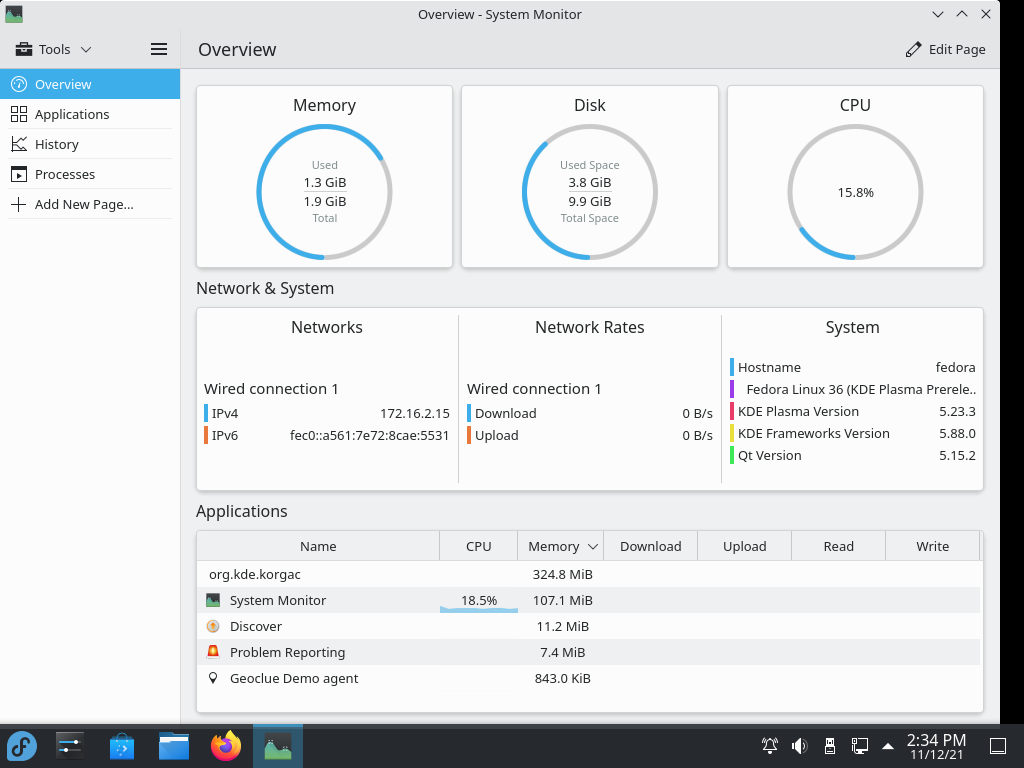 Overview - System Monitor
Tools
Overview
Edit Page
Overview
Applications
History
Processes
Add New Page...
Memory
Used
1.3 GiB
1.9 GiB
Total
Disk
Used Space
3.8 GiB
9.9 GiB
Total Space
CPU
15.8%
Network & System
Networks
Wired connection 1
IPv4 172.16.2.15
IPv6 fec0::a561:7e72:8cae:5531
Network Rates
Wired connection 1
Download 0 B/s
Upload 0 B/s
System
Hostname fedora
Fedora Linux 36 (KDE Plasma Prerele..
KDE Plasma Version 5.23.3
KDE Frameworks Version 5.88.0
Qt Version 5.15.2
Applications
Name CPU Memory Download Upload Read Write
org.kde.korgac 324.8 MiB
System Monitor 18.5% 107.1 MiB
Discover 11.2 MiB
Problem Reporting 7.4 MiB
Geoclue Demo agent 843.0 KiB
2:34 PM
11/12/21